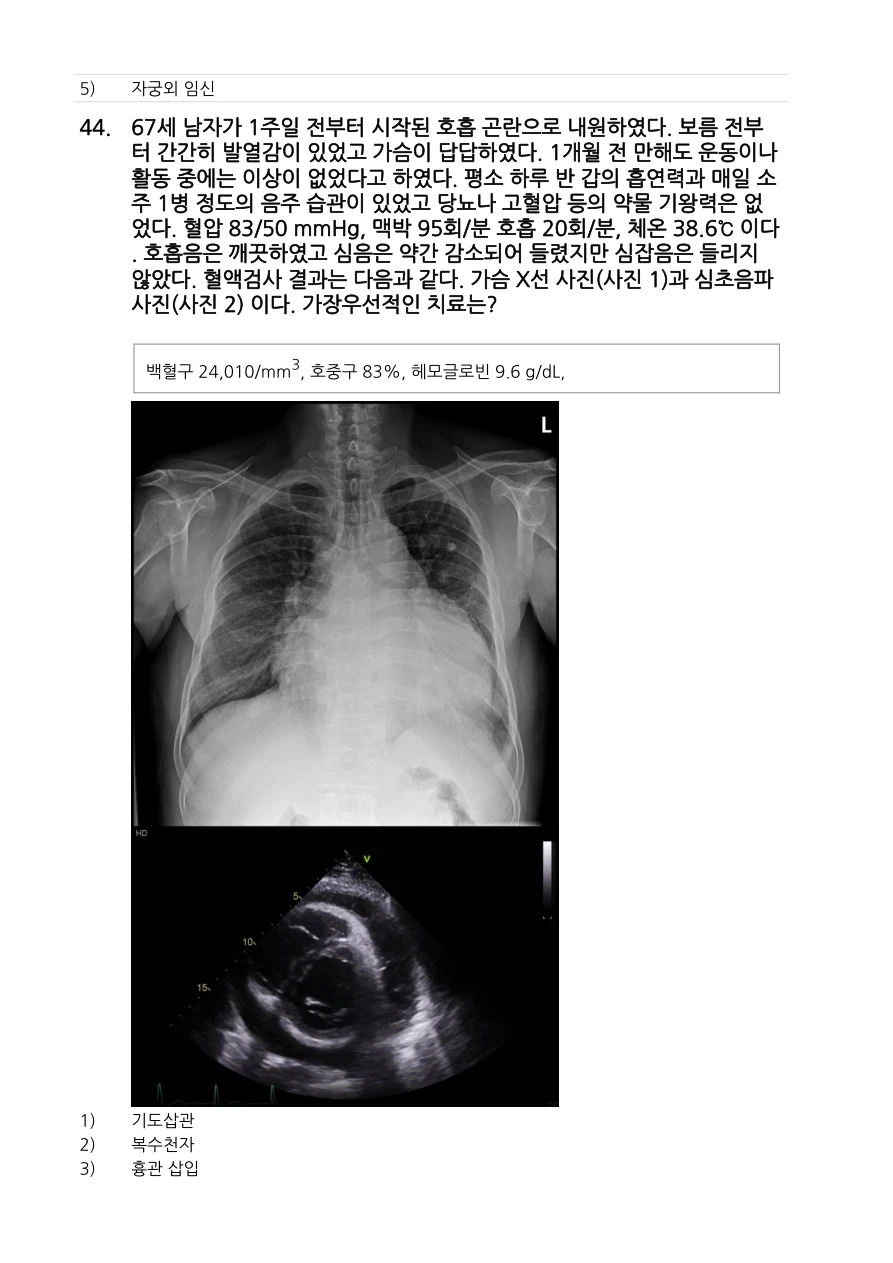 5) 자궁외 임신
44. 67세 남자가 1주일 전부터 시작된 호흡 곤란으로 내원하였다. 보름 전부
터 간간히 발열감이 있었고 가슴이 답답하였다. 1개월 전 만해도 운동이나
활동 중에는 이상이 없었다고 하였다. 평소 하루 반 갑의 흡연력과 매일 소
주 1병 정도의 음주 습관이 있었고 당뇨나 고혈압 등의 약물 기왕력은 없
었다. 혈압 83/50 mmHg, 맥박 95회/분 호흡 20회/분, 체온 38.6℃ 이다
. 호흡음은 깨끗하였고 심음은 약간 감소되어 들렸지만 심잡음은 들리지
않았다. 혈액검사 결과는 다음과 같다. 가슴 X선 사진(사진 1)과 심초음파
사진(사진 2) 이다. 가장우선적인 치료는?
백혈구 24,010/mm³, 호중구 83%, 헤모글로빈 9.6 g/dL,
L
HD
V
5
10
15
1) 기도삽관
2) 복수천자
3) 흉관 삽입